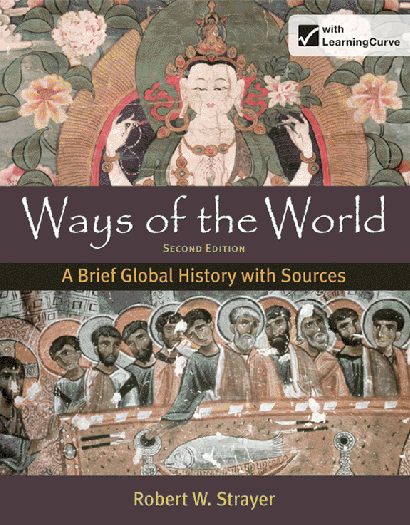 with
LearningCurve
Ways of the World
SECOND EDITION
A Brief Global History with Sources
Robert W. Strayer